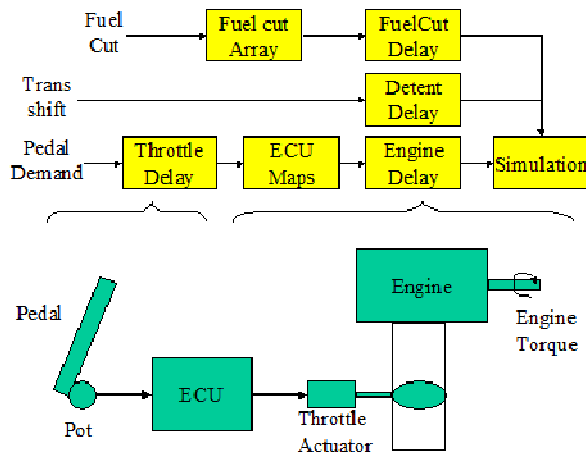 Fuel
Cut
Fuel cut
Array
FuelCut
Delay
Trans
shift
Detent
Delay
Pedal
Demand
Throttle
Delay
ECU
Maps
Engine
Delay
Simulation
Pedal
Pot
ECU
Throttle
Actuator
Engine
Engine
Torque